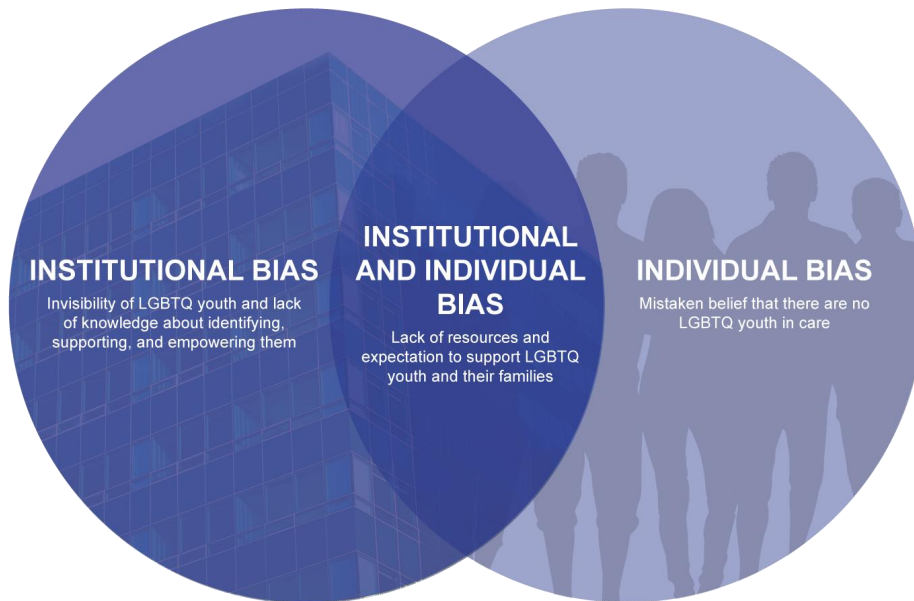 INSTITUTIONAL BIAS
Invisibility of LGBTQ youth and lack
of knowledge about identifying,
supporting, and empowering them
INSTITUTIONAL
AND INDIVIDUAL
BIAS
Lack of resources and
expectation to support LGBTQ
youth and their families
INDIVIDUAL BIAS
Mistaken belief that there are no
LGBTQ youth in care